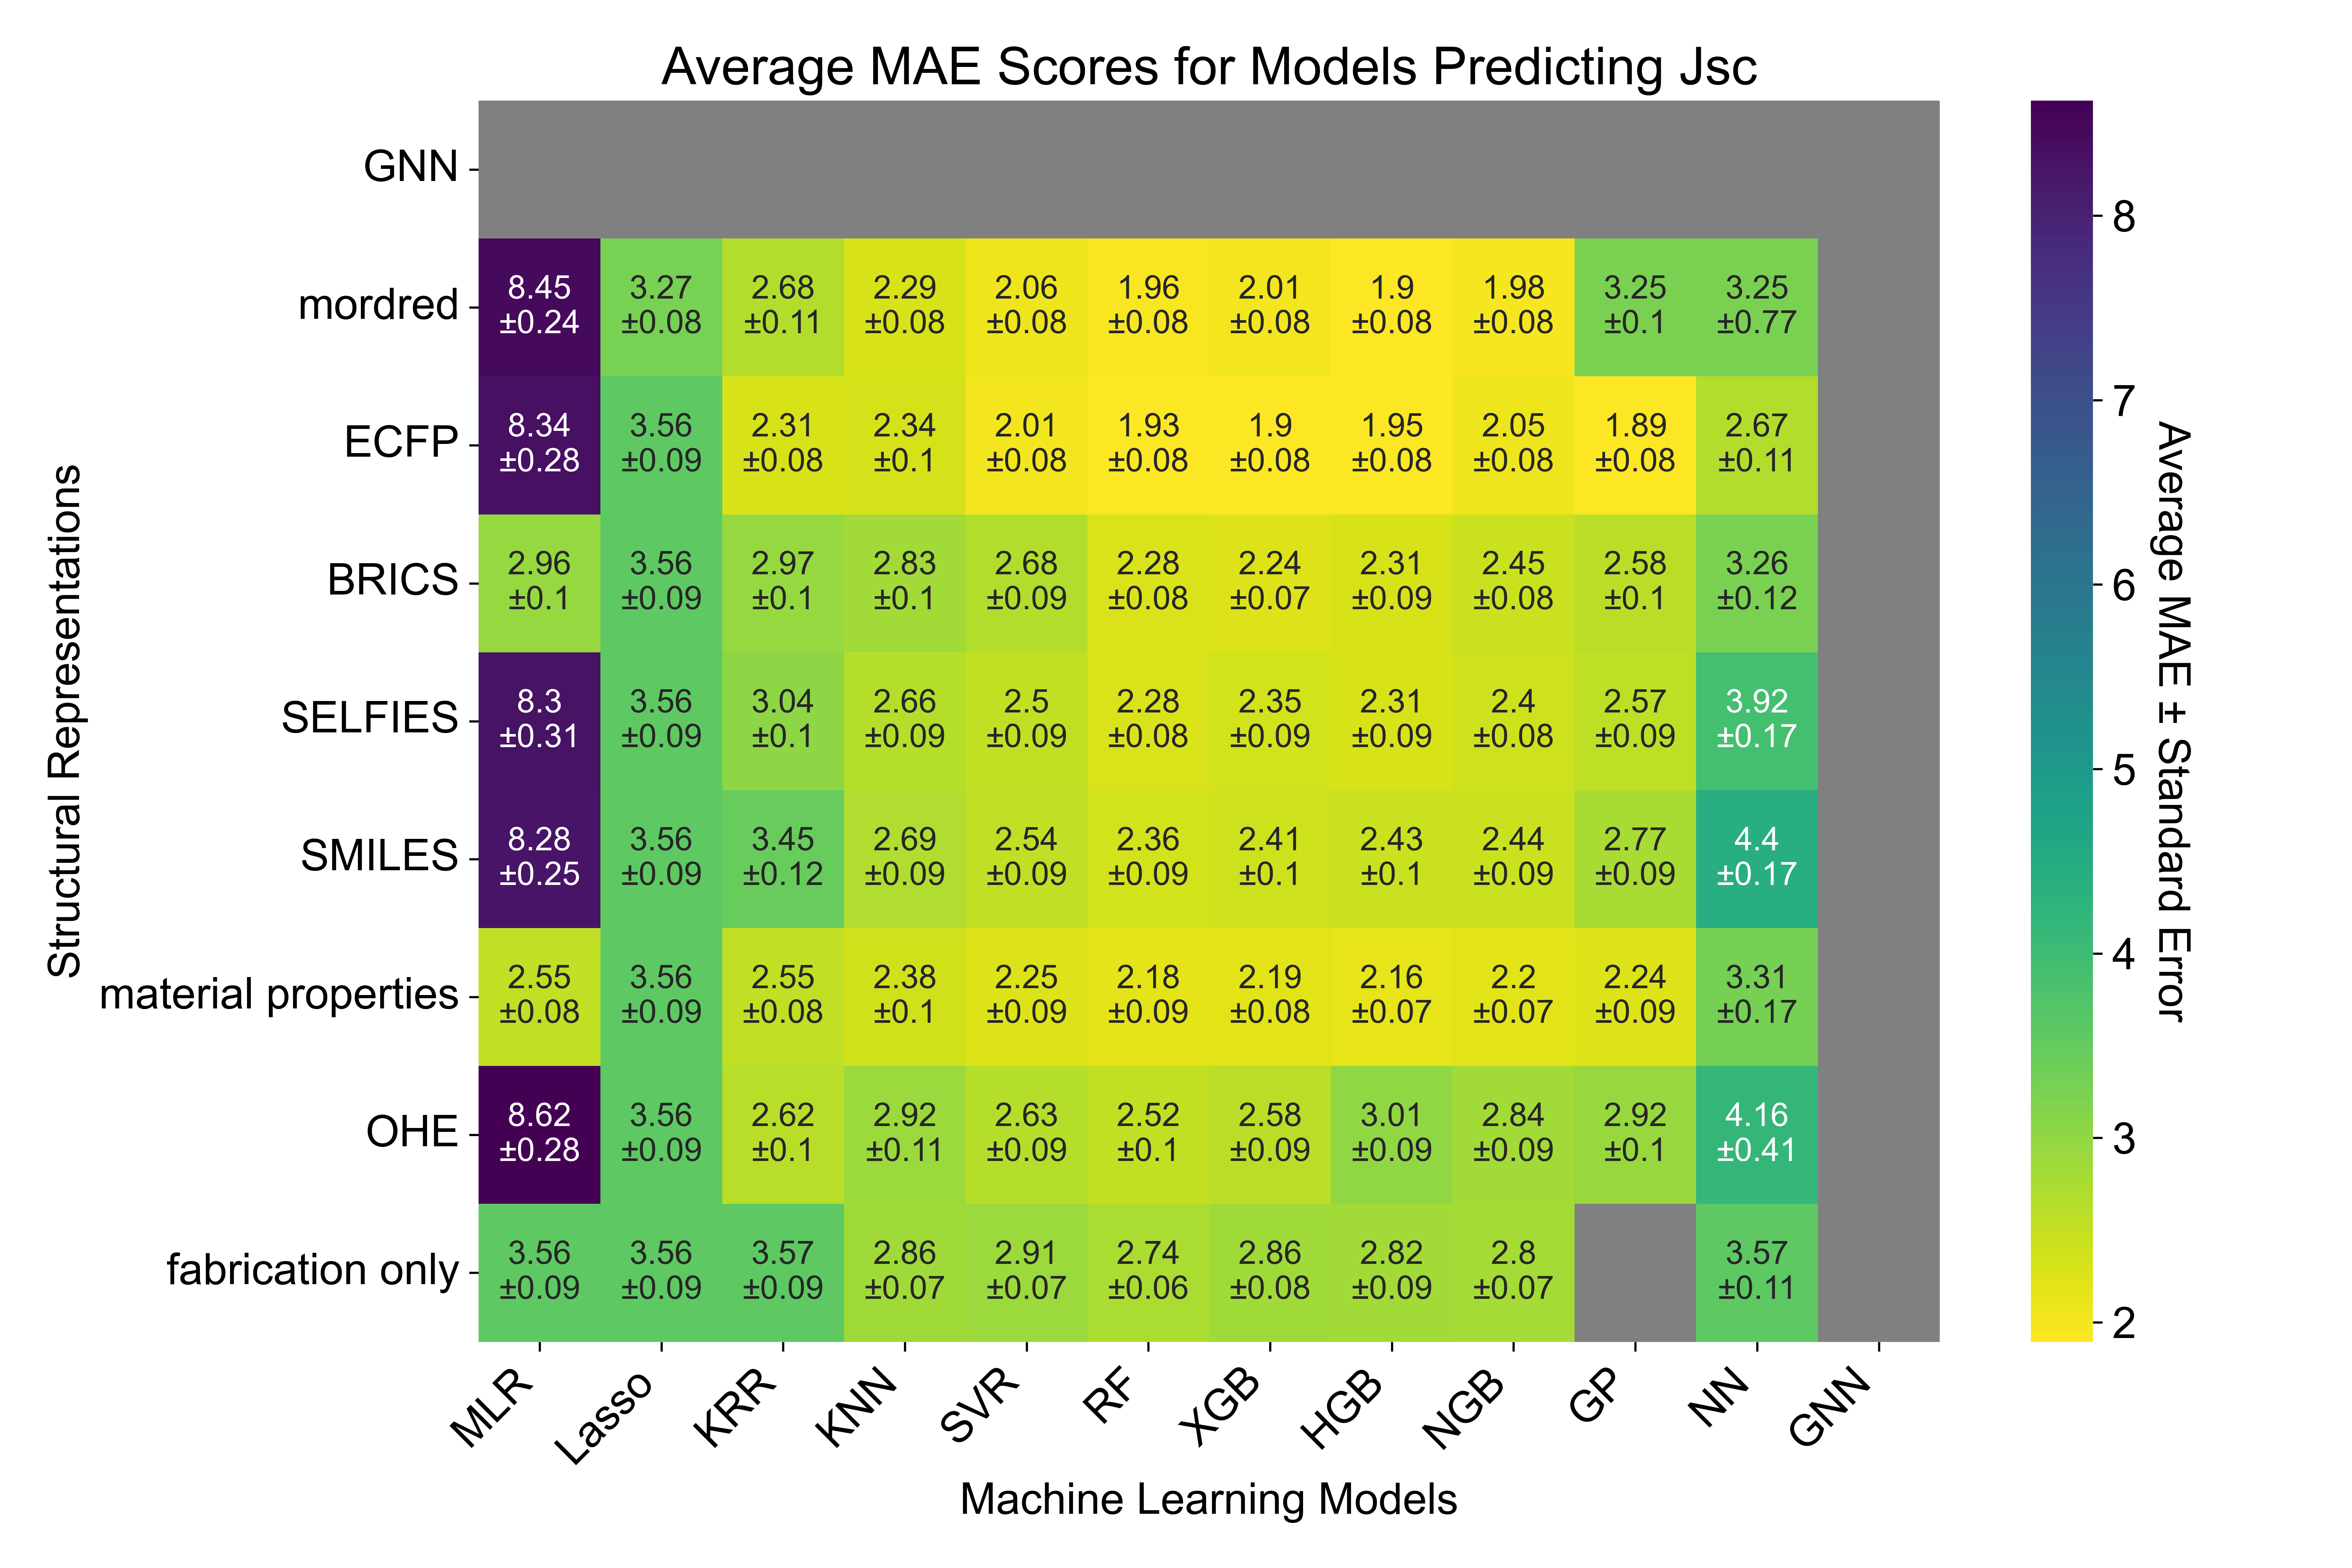 Average MAE Scores for Models Predicting Jsc
Structural Representations
GNN
mordred
8.45 3.27 2.68 2.29 2.06 1.96 2.01 1.9 1.98 3.25 3.25
±0.24 ±0.08 ±0.11 ±0.08 ±0.08 ±0.08 ±0.08 ±0.08 ±0.08 ±0.1 ±0.77
ECFP
8.34 3.56 2.31 2.34 2.01 1.93 1.9 1.95 2.05 1.89 2.67
±0.28 ±0.09 ±0.08 ±0.1 ±0.08 ±0.08 ±0.08 ±0.08 ±0.08 ±0.08 ±0.11
BRICS
2.96 3.56 2.97 2.83 2.68 2.28 2.24 2.31 2.45 2.58 3.26
±0.1 ±0.09 ±0.1 ±0.1 ±0.09 ±0.08 ±0.07 ±0.09 ±0.08 ±0.1 ±0.12
SELFIES
8.3 3.56 3.04 2.66 2.5 2.28 2.35 2.31 2.4 2.57 3.92
±0.31 ±0.09 ±0.1 ±0.09 ±0.09 ±0.08 ±0.09 ±0.09 ±0.08 ±0.09 ±0.17
SMILES
8.28 3.56 3.45 2.69 2.54 2.36 2.41 2.43 2.44 2.77 4.4
±0.25 ±0.09 ±0.12 ±0.09 ±0.09 ±0.09 ±0.1 ±0.1 ±0.09 ±0.09 ±0.17
material properties
2.55 3.56 2.55 2.38 2.25 2.18 2.19 2.16 2.2 2.24 3.31
±0.08 ±0.09 ±0.08 ±0.1 ±0.09 ±0.09 ±0.08 ±0.07 ±0.07 ±0.09 ±0.17
OHE
8.62 3.56 2.62 2.92 2.63 2.52 2.58 3.01 2.84 2.92 4.16
±0.28 ±0.09 ±0.1 ±0.11 ±0.09 ±0.1 ±0.09 ±0.09 ±0.09 ±0.1 ±0.41
fabrication only
3.56 3.56 3.57 2.86 2.91 2.74 2.86 2.82 2.8 3.57
±0.09 ±0.09 ±0.09 ±0.07 ±0.07 ±0.06 ±0.08 ±0.09 ±0.07 ±0.11
MLR Lasso KRR KNN SVR RF XGB HGB NGB GP NN GNN
Machine Learning Models
8
7
6
5
4
3
2
Average MAE ± Standard Error